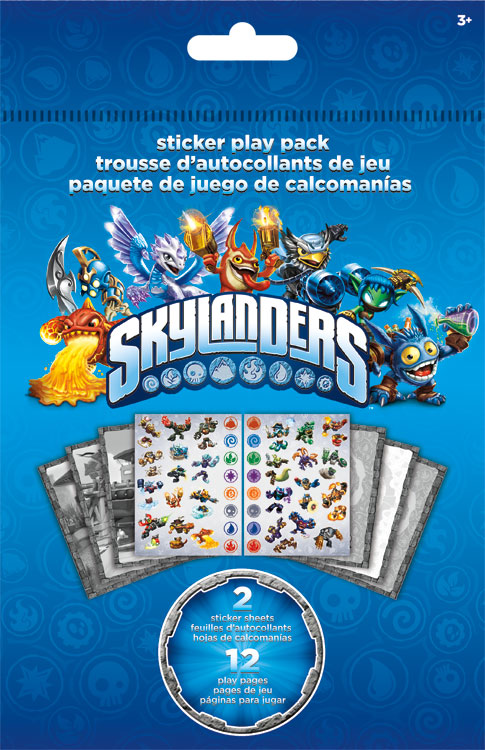 3+
sticker play pack
trousse d'autocollants de jeu
paquete de juego de calcomanías
SKYLANDERS
TM
2
sticker sheets
feuilles d'autocollants
hojas de calcomanías
12
play pages
pages de jeu
páginas para jugar